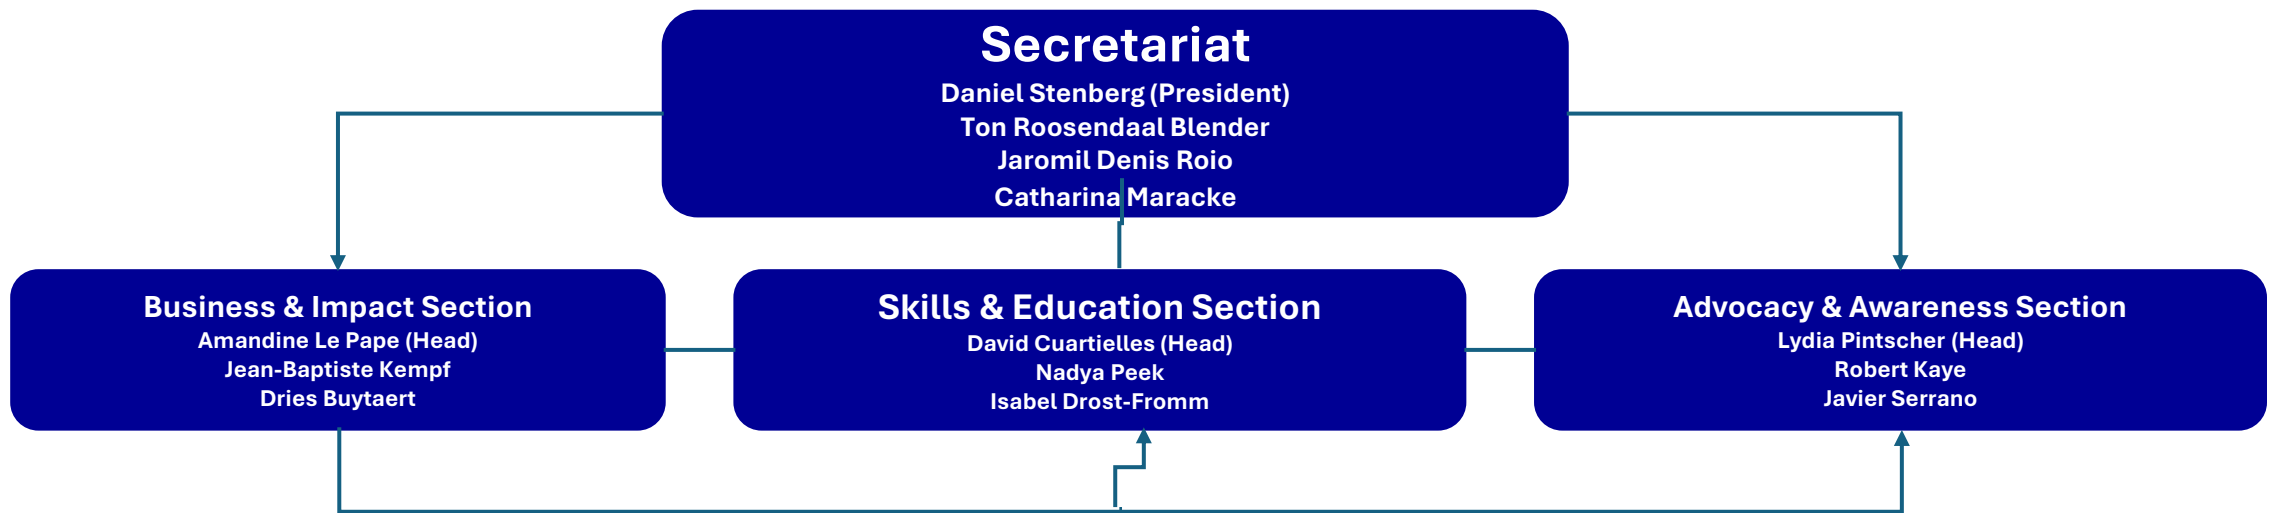 Secretariat
Daniel Stenberg (President)
Ton Roosendaal Blender
Jaromil Denis Roio
Catharina Maracke
Business & Impact Section
Amandine Le Pape (Head)
Jean-Baptiste Kempf
Dries Buytaert
Skills & Education Section
David Cuartielles (Head)
Nadya Peek
Isabel Drost-Fromm
Advocacy & Awareness Section
Lydia Pintscher (Head)
Robert Kaye
Javier Serrano